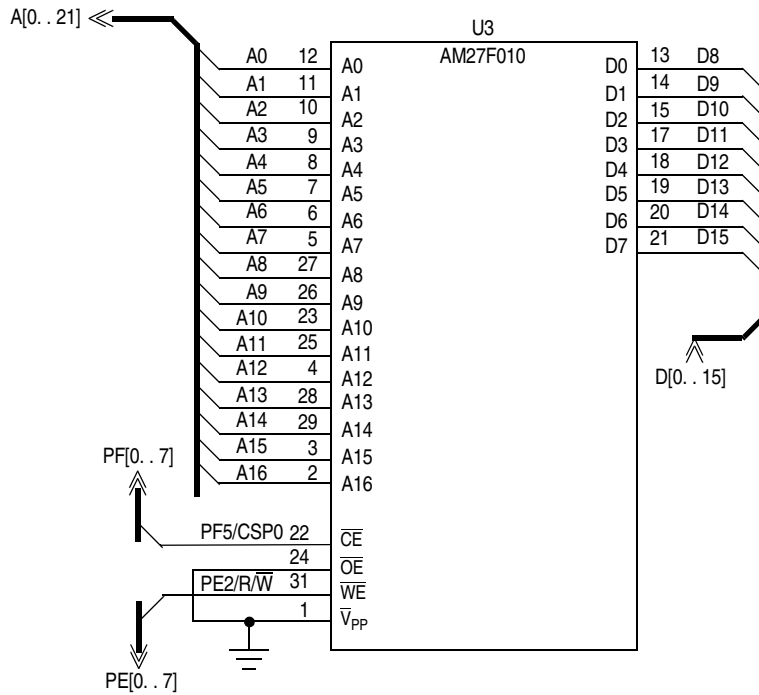 A[0. . 21]
U3
AM27F010
A0 12 A0 D0 13 D8
A1 11 A1 D1 14 D9
A2 10 A2 D2 15 D10
A3 9 A3 D3 17 D11
A4 8 A4 D4 18 D12
A5 7 A5 D5 19 D13
A6 6 A6 D6 20 D14
A7 5 A7 D7 21 D15
A8 27 A8
A9 26 A9
A10 23 A10
A11 25 A11
A12 4 A12
D[0. . 15]
A13 28 A13
A14 29 A14
A15 3 A15
PF[0. . 7]
A16 2 A16
PF5/CSP0 22 C̅E̅
24 O̅E̅
PE2/R/W̅ 31 W̅E̅
1 V̅PP
PE[0. . 7]